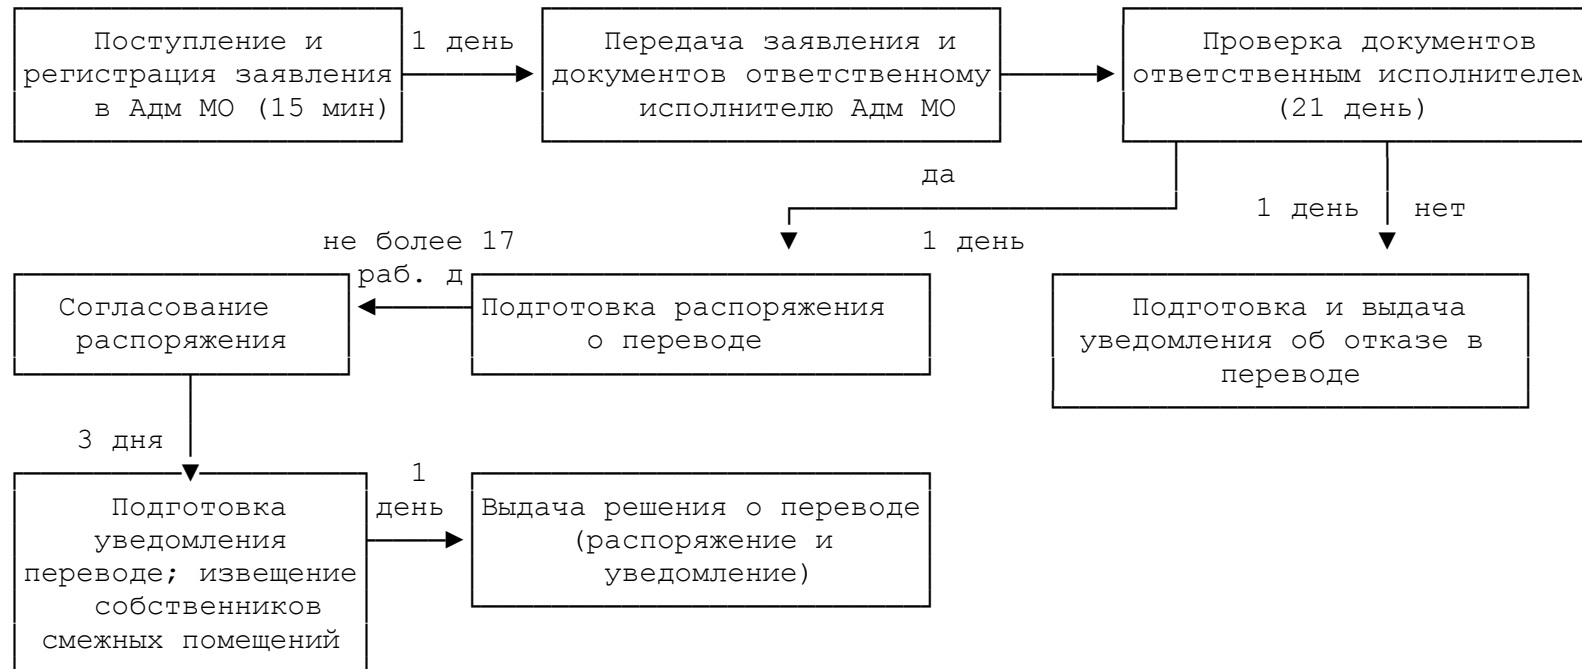 Поступление и
регистрация заявления
в Адм МО (15 мин)
1 день
Передача заявления и
документов ответственному
исполнителю Адм МО
Проверка документов
ответственным исполнителем
(21 день)
да
1 день
1 день
нет
не более 17
раб. д
Согласование
распоряжения
Подготовка распоряжения
о переводе
Подготовка и выдача
уведомления об отказе в
переводе
3 дня
Подготовка
уведомления
переводе; извещение
собственников
смежных помещений
1
день
Выдача решения о переводе
(распоряжение и
уведомление)